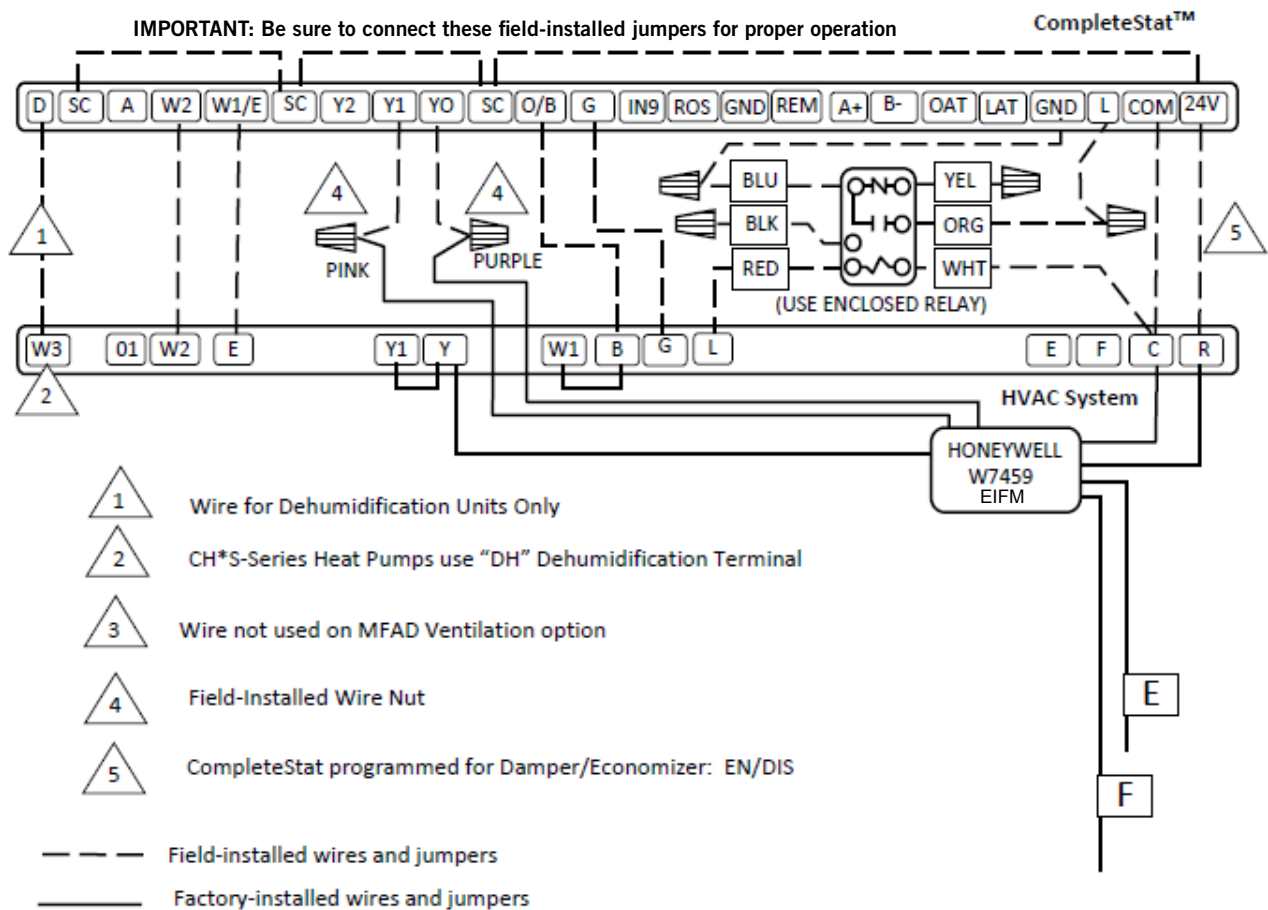 IMPORTANT: Be sure to connect these field-installed jumpers for proper operation
CompleteStat™
D SC A W2 W1/E SC Y2 Y1 YO SC O/B G IN9 ROS GND REM A+ B- OAT LAT GND L COM 24V
4
4
BLU
YEL
1
BLK
ORG
5
PINK
PURPLE
RED
WHT
(USE ENCLOSED RELAY)
W3 01 W2 E Y1 Y W1 B G L E F C R
2
HVAC System
HONEYWELL
W7459
EIFM
1 Wire for Dehumidification Units Only
2 CH*S-Series Heat Pumps use “DH” Dehumidification Terminal
3 Wire not used on MFAD Ventilation option
4 Field-Installed Wire Nut
E
5 CompleteStat programmed for Damper/Economizer: EN/DIS
F
Field-installed wires and jumpers
Factory-installed wires and jumpers